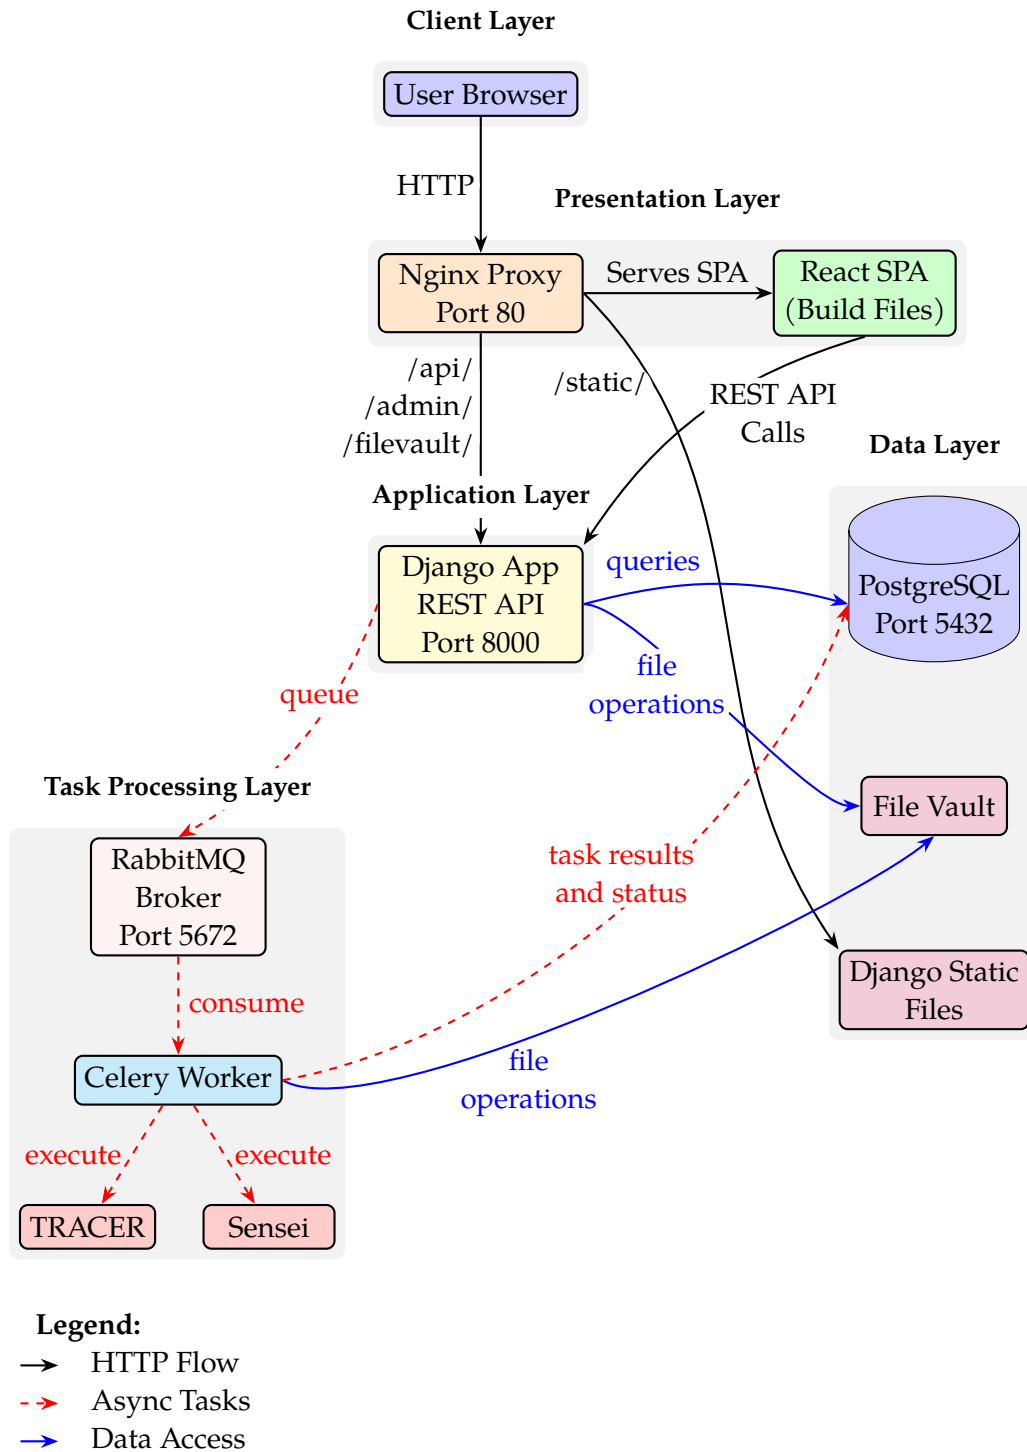 Client Layer
User Browser
HTTP
Presentation Layer
Nginx Proxy
Port 80
Serves SPA
React SPA
(Build Files)
/api/
/admin/
/filevault/
/static/
REST API
Calls
Data Layer
Application Layer
Django App
REST API
Port 8000
queries
PostgreSQL
Port 5432
file
operations
queue
Task Processing Layer
File Vault
RabbitMQ
Broker
Port 5672
task results
and status
Django Static
Files
consume
Celery Worker
file
operations
execute
execute
TRACER
Sensei
Legend:
HTTP Flow
Async Tasks
Data Access